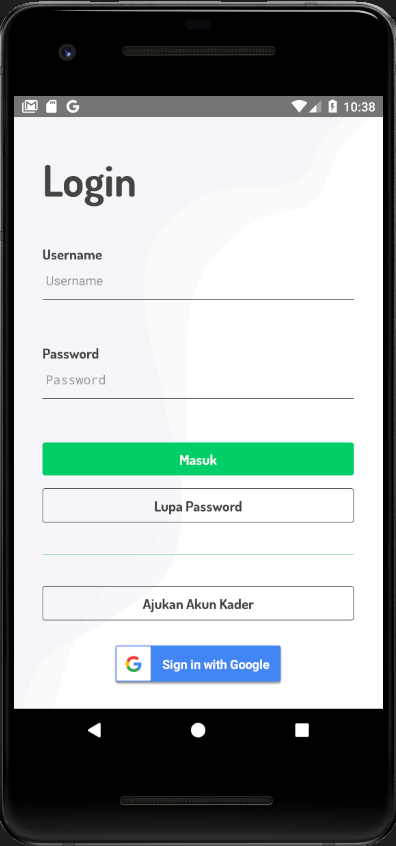 10:38
Login
Username
Username
Password
Password
Masuk
Lupa Password
Ajukan Akun Kader
G Sign in with Google